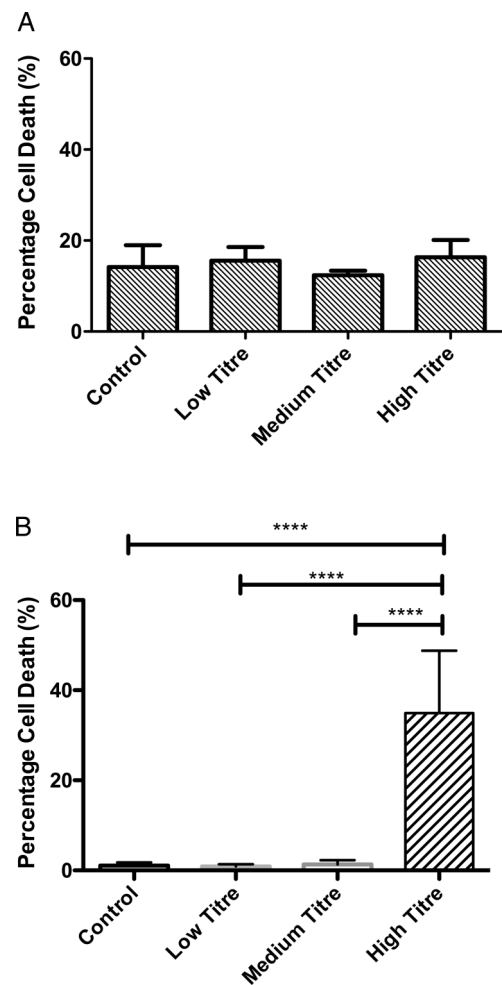 A
Percentage Cell Death (%)
60
40
20
0
Control
Low Titre
Medium Titre
High Titre
B
****
****
****
Percentage Cell Death (%)
60
40
20
0
Control
Low Titre
Medium Titre
High Titre